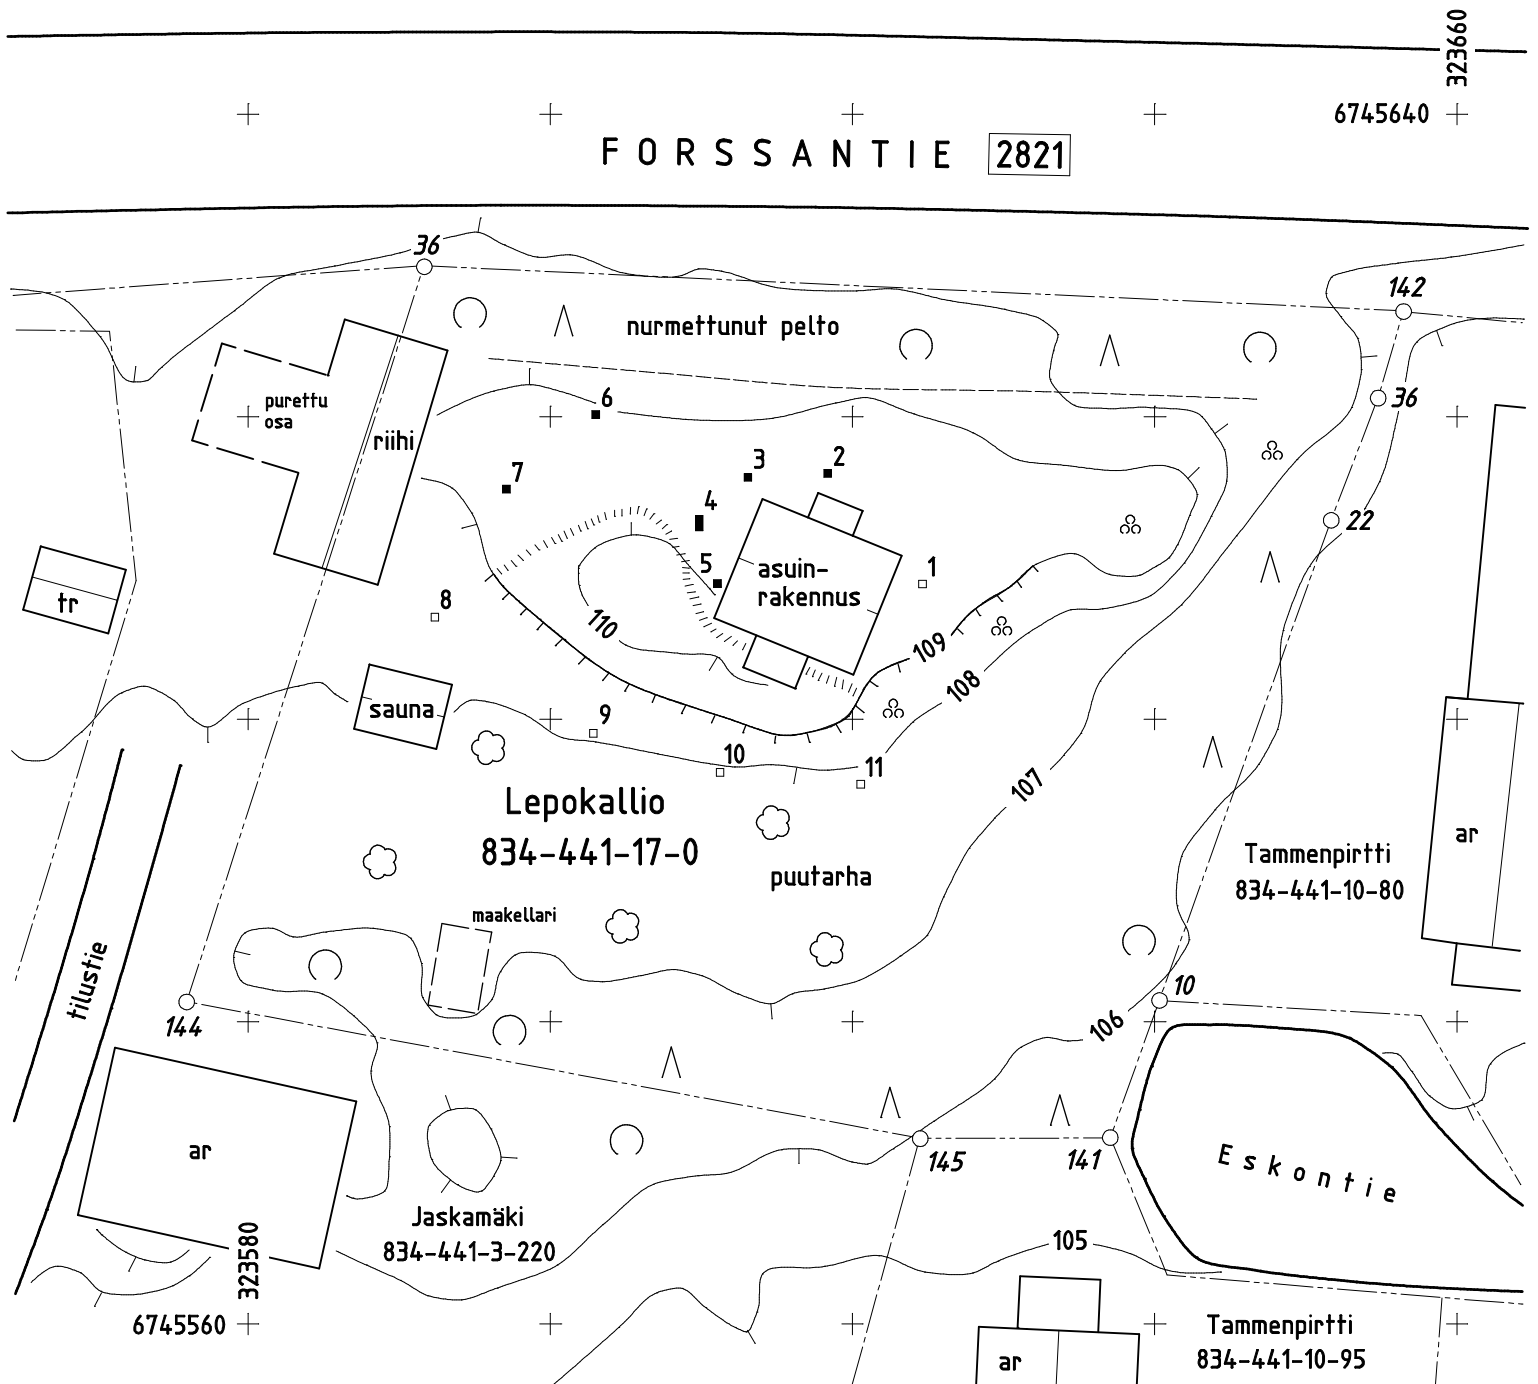 323660
6745640
FORSSANTIE 2821
36
142
nurmettunut pelto
36
6
purettu
osa
riihi
7
3
2
4
22
5
asuin-
rakennus
1
tr
8
110
109
108
sauna
9
10
11
107
Lepokallio
834-441-17-0
puutarha
ar
Tammenpirtti
834-441-10-80
maakellari
tilustie
144
10
106
ar
145
141
Eskontie
Jaskamäki
834-441-3-220
105
323580
6745560
Tammenpirtti
834-441-10-95
ar